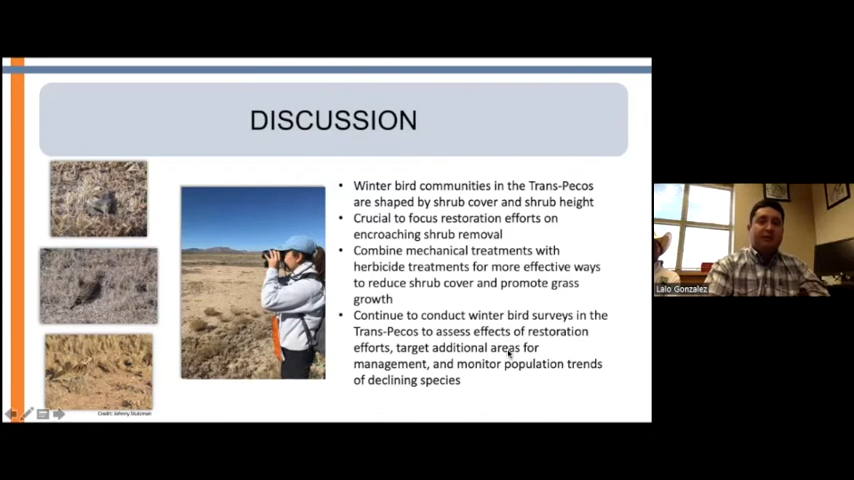 DISCUSSION
• Winter bird communities in the Trans-Pecos
are shaped by shrub cover and shrub height
• Crucial to focus restoration efforts on
encroaching shrub removal
• Combine mechanical treatments with
herbicide treatments for more effective ways
to reduce shrub cover and promote grass
growth
• Continue to conduct winter bird surveys in the
Trans-Pecos to assess effects of restoration
efforts, target additional areas for
management, and monitor population trends
of declining species
Credit: Johnny
Lalo Gonzalez